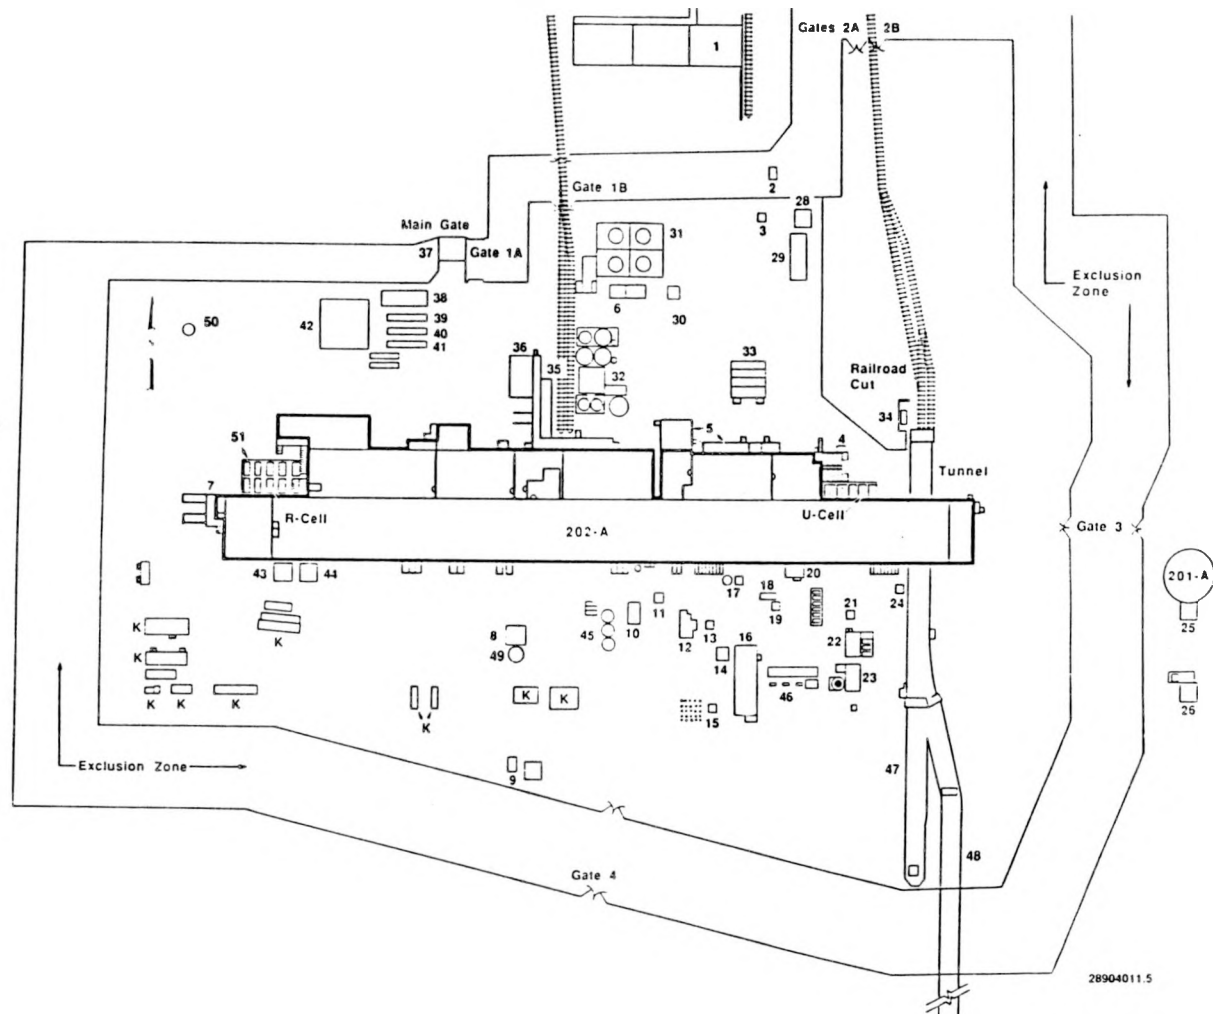 Gates 2A 2B
1
2
Gate 1B
28
3
Main Gate
31
37
Gate 1A
29
Exclusion
Zone
38
6
30
50
42
39
40
41
36
35
32
33
Railroad
Cut
34
51
5
4
Tunnel
7
R-Cell
202-A
U-Cell
Gate 3
201-A
43
44
17
18
20
24
11
19
21
25
K
8
45
10
12
13
16
22
K
K
49
14
23
46
K
K
K
K
K
K
15
26
Exclusion Zone
9
47
48
Gate 4
28904011.5